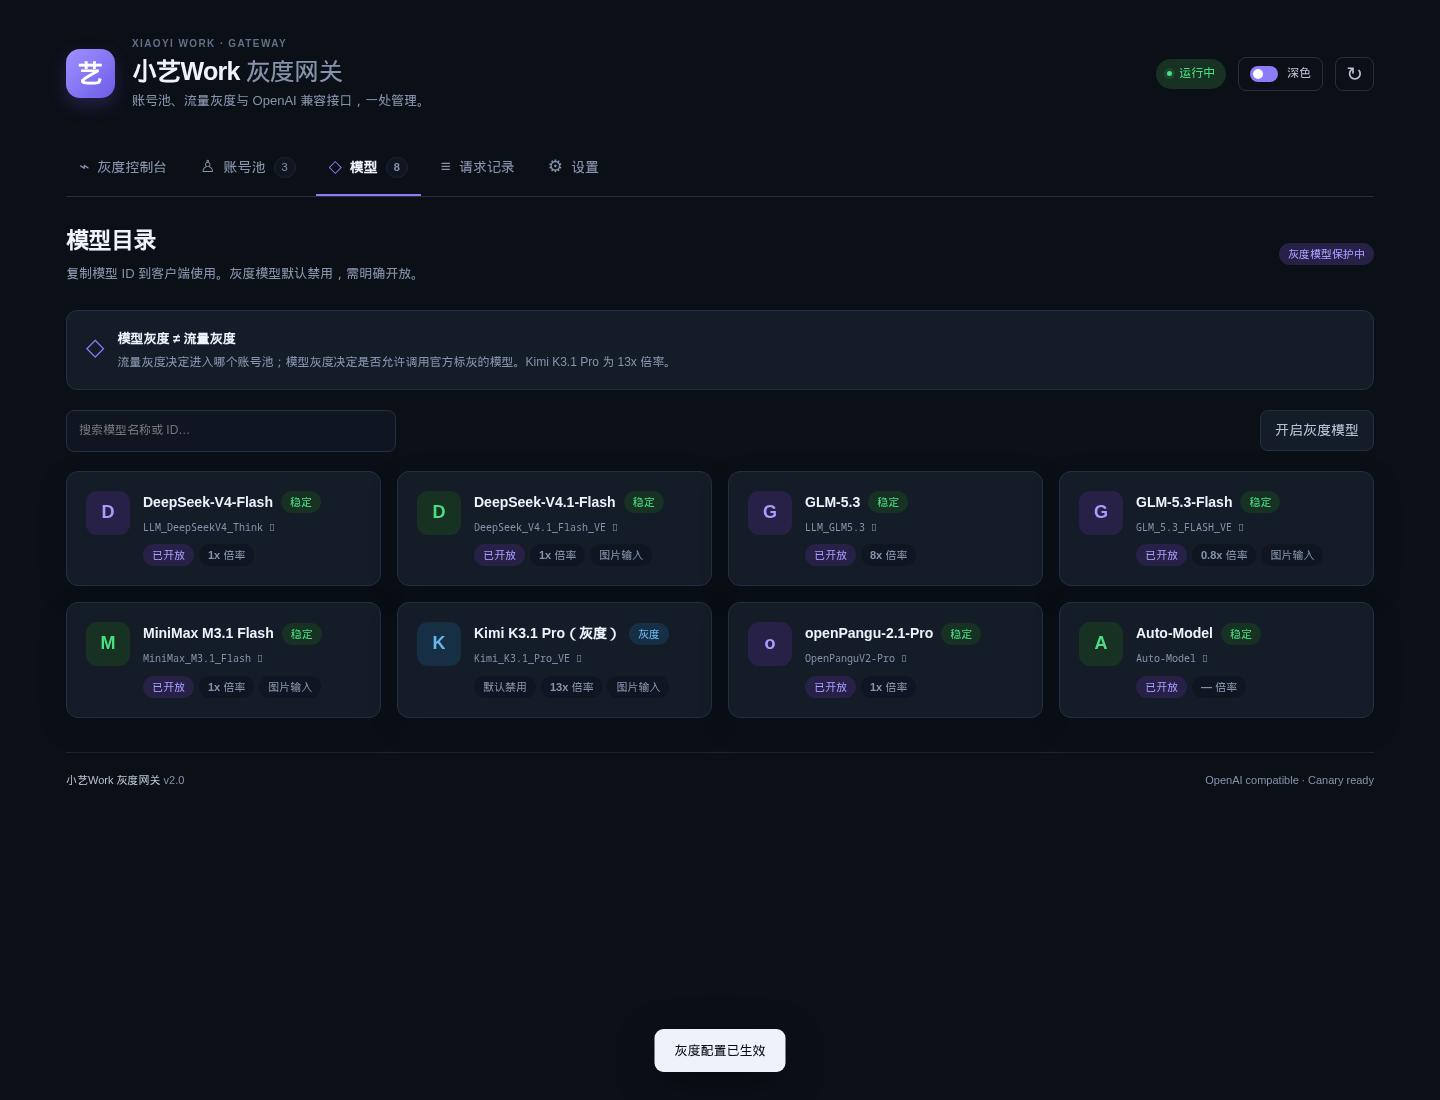 艺
XIAOYI WORK · GATEWAY
小艺Work 灰度网关
账号池、流量灰度与 OpenAI 兼容接口，一处管理。
运行中
深色
灰度控制台
账号池 3
模型 8
请求记录
设置
模型目录
复制模型 ID 到客户端使用。灰度模型默认禁用，需明确开放。
灰度模型保护中
模型灰度 ≠ 流量灰度
流量灰度决定进入哪个账号池；模型灰度决定是否允许调用官方标灰的模型。Kimi K3.1 Pro 为 13x 倍率。
搜索模型名称或 ID…
开启灰度模型
D
DeepSeek-V4-Flash 稳定
LLM_DeepSeekV4_Think
已开放 1x 倍率
D
DeepSeek-V4.1-Flash 稳定
DeepSeek_V4.1_Flash_VE
已开放 1x 倍率 图片输入
G
GLM-5.3 稳定
LLM_GLM5.3
已开放 8x 倍率
G
GLM-5.3-Flash 稳定
GLM_5.3_FLASH_VE
已开放 0.8x 倍率 图片输入
M
MiniMax M3.1 Flash 稳定
MiniMax_M3.1_Flash
已开放 1x 倍率 图片输入
K
Kimi K3.1 Pro（灰度） 灰度
Kimi_K3.1_Pro_VE
默认禁用 13x 倍率 图片输入
o
openPangu-2.1-Pro 稳定
OpenPanguV2-Pro
已开放 1x 倍率
A
Auto-Model 稳定
Auto-Model
已开放 — 倍率
小艺Work 灰度网关 v2.0
OpenAI compatible · Canary ready
灰度配置已生效